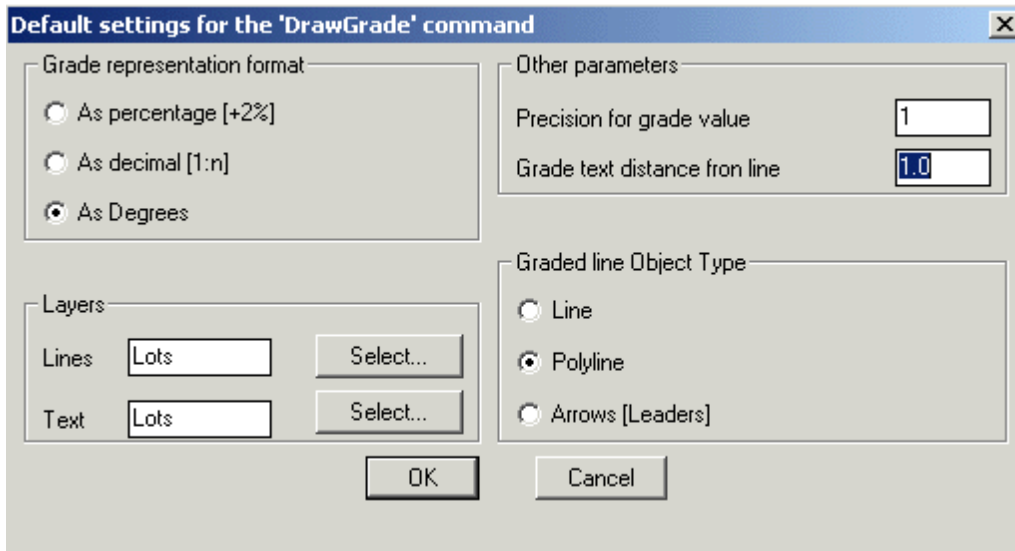 Default settings for the 'DrawGrade' command
Grade representation format
As percentage [+2%]
As decimal [1:n]
As Degrees
Other parameters
Precision for grade value 1
Grade text distance fron line 1.0
Layers
Lines Lots Select...
Text Lots Select...
Graded line Object Type
Line
Polyline
Arrows [Leaders]
OK Cancel